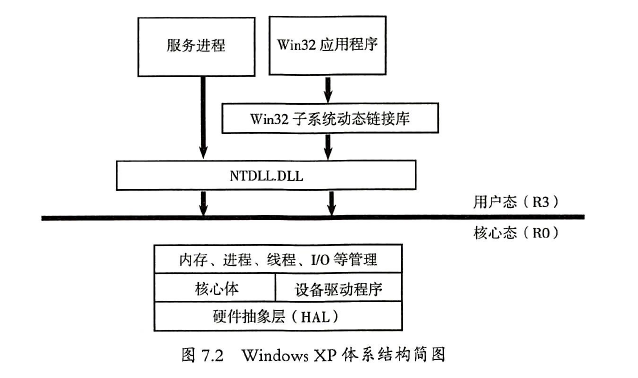 服务进程
Win32 应用程序
Win32 子系统动态链接库
NTDLL.DLL
用户态（R3）
核心态（R0）
内存、进程、线程、I/O 等管理
核心体
设备驱动程序
硬件抽象层（HAL）
图 7.2 Windows XP 体系结构简图